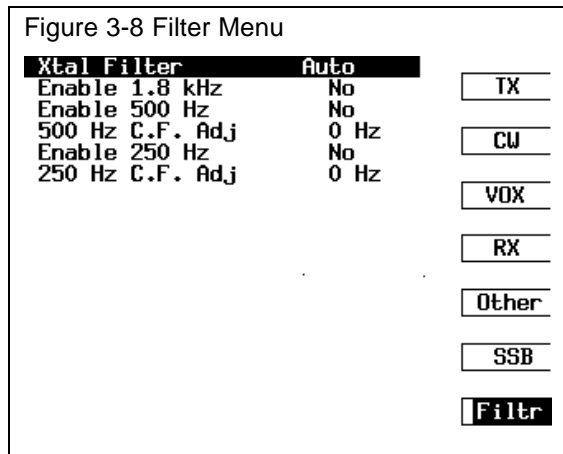 Figure 3-8 Filter Menu
Xtal Filter Auto
Enable 1.8 kHz No
Enable 500 Hz No
500 Hz C.F. Adj 0 Hz
Enable 250 Hz No
250 Hz C.F. Adj 0 Hz
TX
CW
VOX
RX
Other
SSB
Filtr